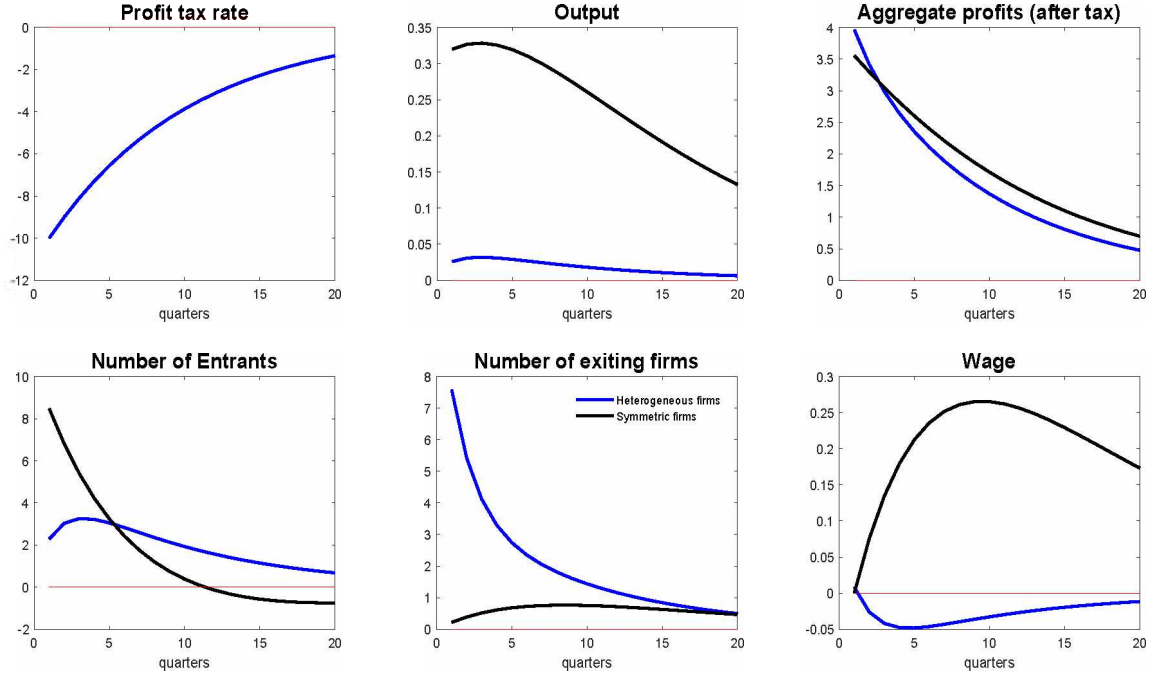 Profit tax rate
0
-2
-4
-6
-8
-10
-12
0 5 10 15 20
quarters
Output
0.35
0.3
0.25
0.2
0.15
0.1
0.05
0
0 5 10 15 20
quarters
Aggregate profits (after tax)
4
3.5
3
2.5
2
1.5
1
0.5
0
0 5 10 15 20
quarters
Number of Entrants
10
8
6
4
2
0
-2
0 5 10 15 20
quarters
Number of exiting firms
8
7
6
5
4
3
2
1
0
Heterogeneous firms
Symmetric firms
0 5 10 15 20
quarters
Wage
0.3
0.25
0.2
0.15
0.1
0.05
0
-0.05
0 5 10 15 20
quarters